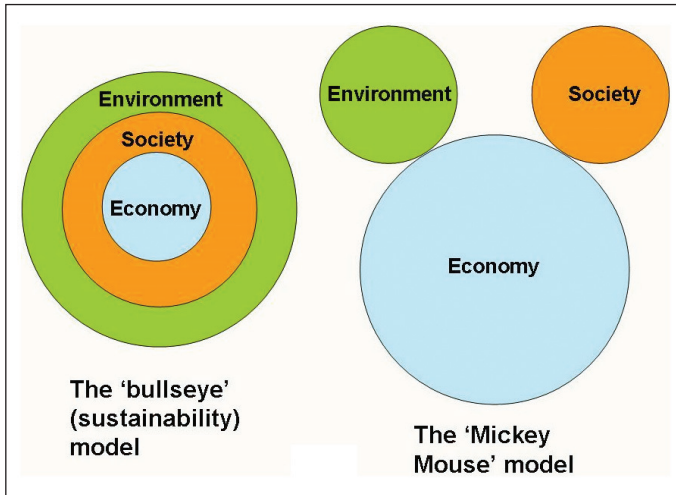 Environment
Society
Economy
The ‘bullseye’
(sustainability)
model
Environment
Society
Economy
The ‘Mickey
Mouse’ model